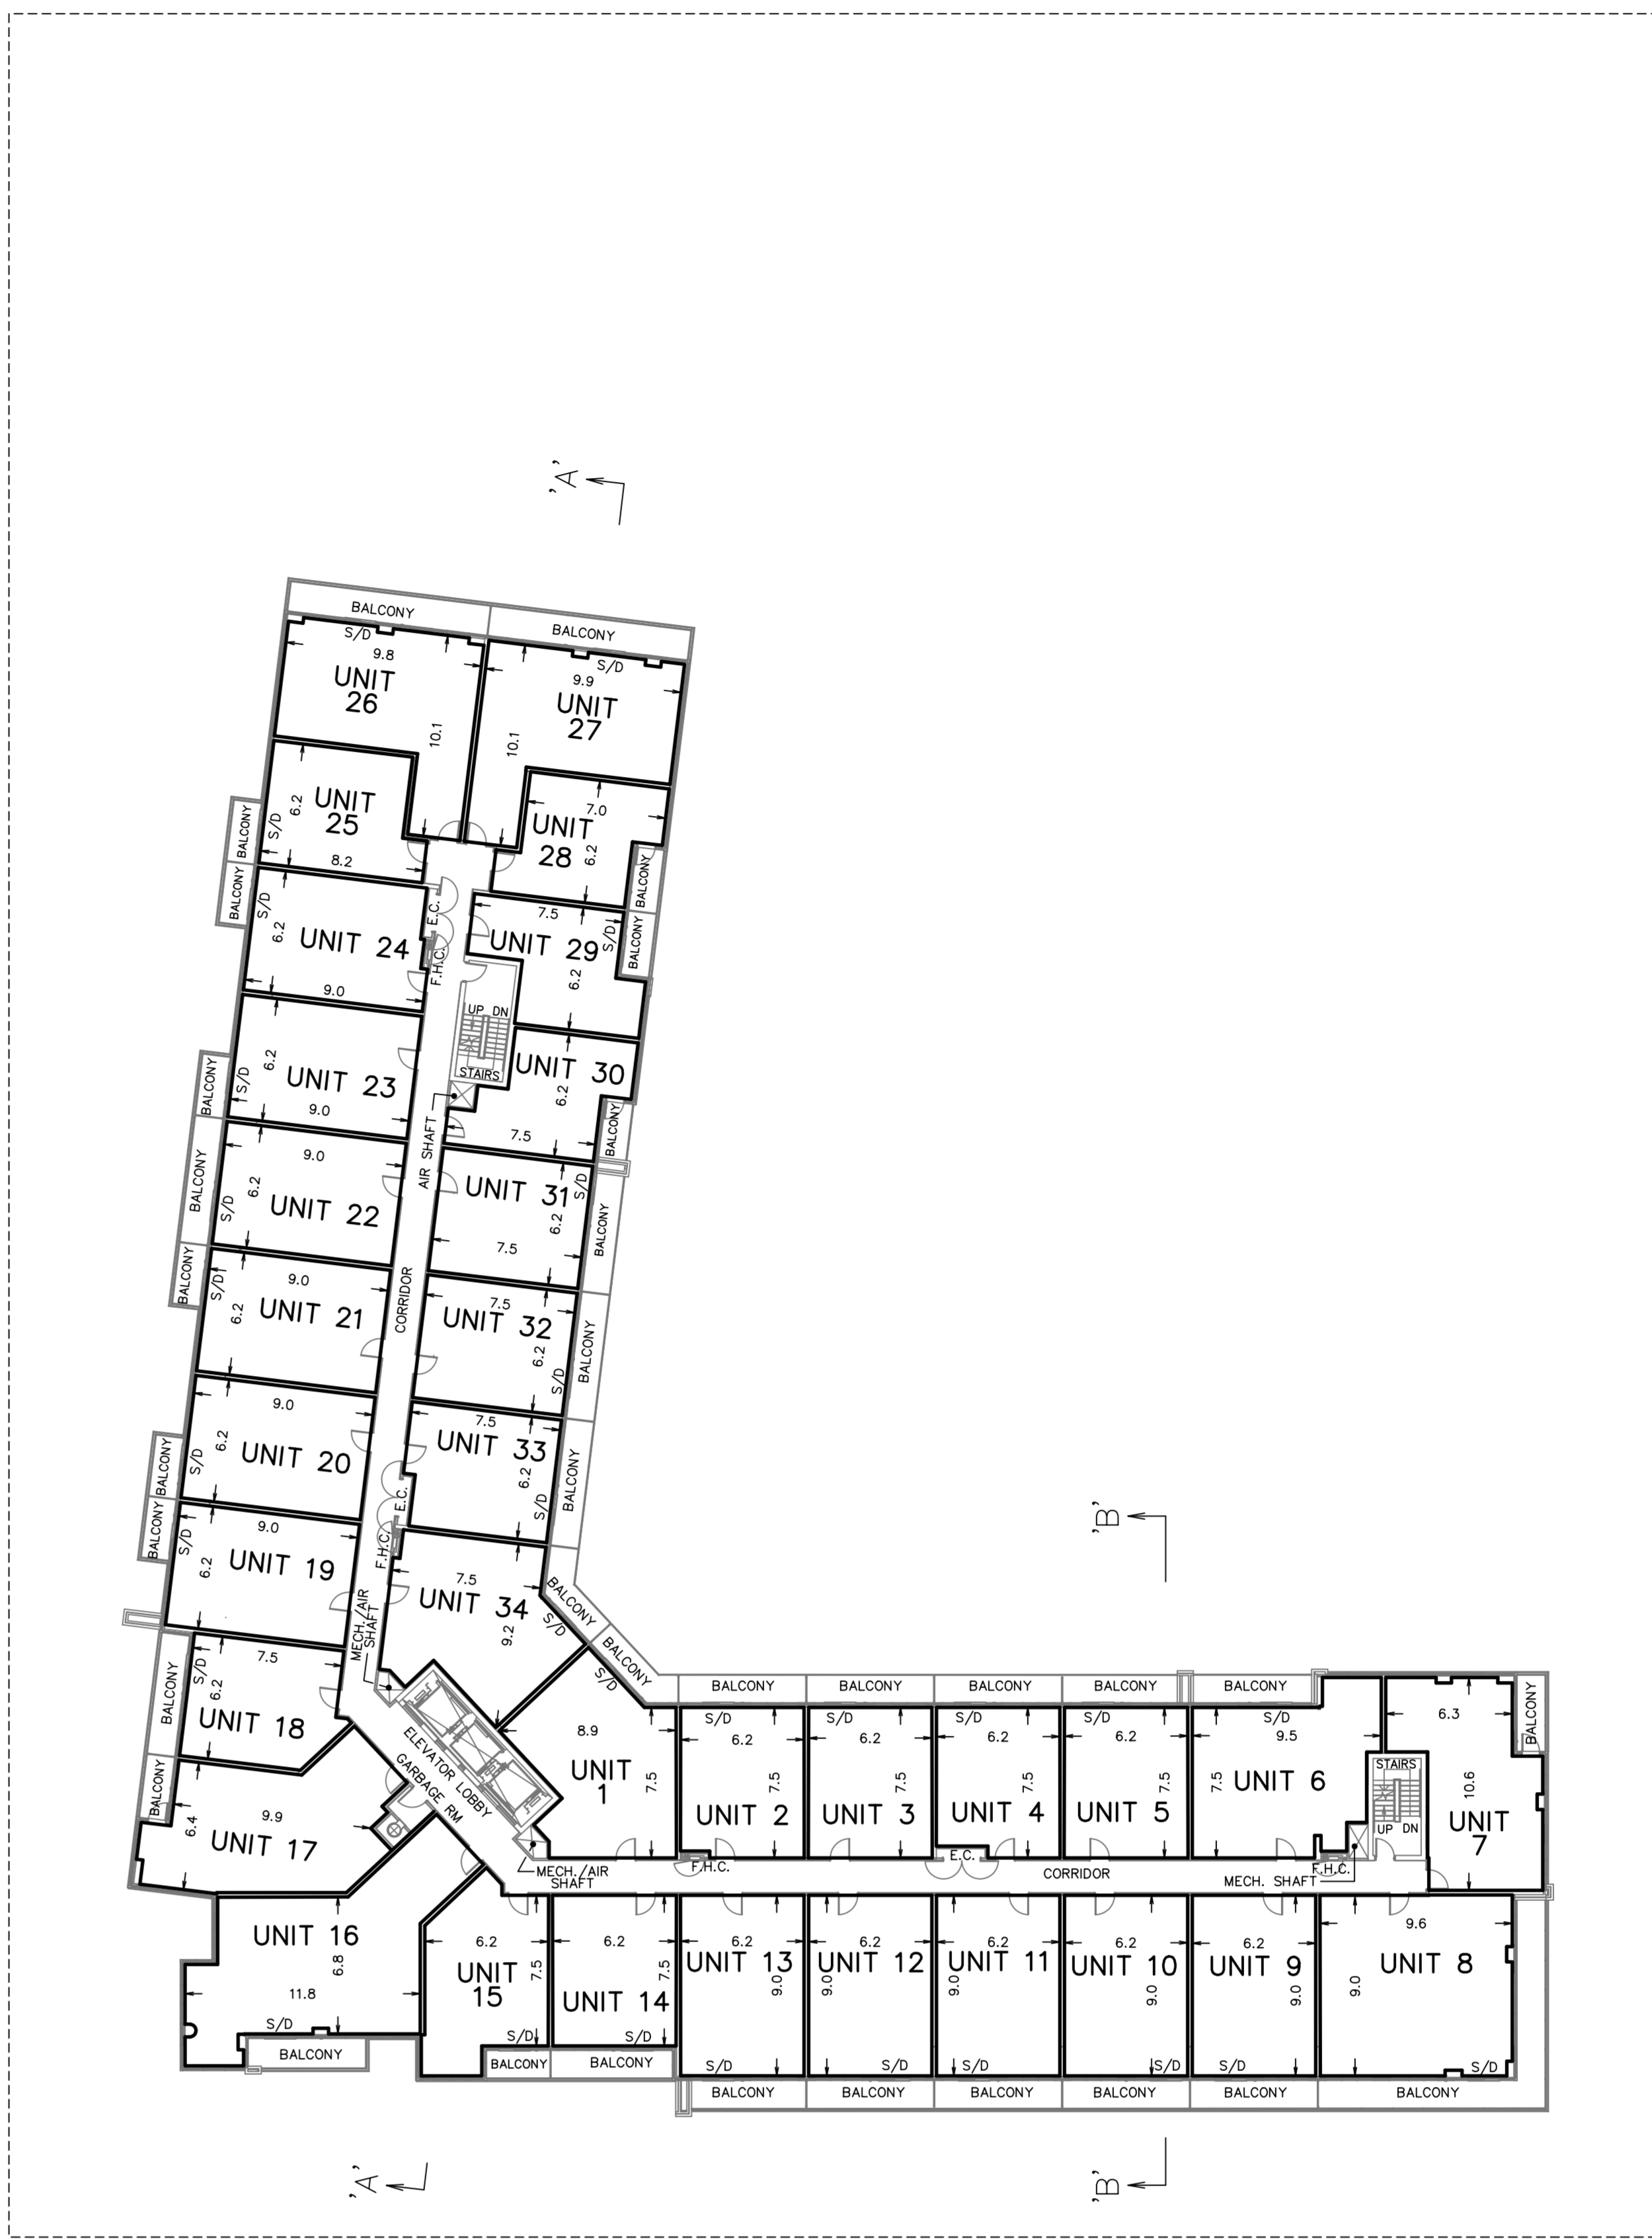 'A'
BALCONY
BALCONY
S/D
9.8
UNIT
26
10.1
S/D
9.9
UNIT
27
10.1
UNIT
25
6.2
S/D
8.2
BALCONY
BALCONY
7.0
UNIT
28
6.2
BALCONY
S/D
6.2
UNIT 24
9.0
E.C.
F.H.C.
7.5
UNIT 29
S/D
6.2
BALCONY
UP DN
STAIRS
6.2
UNIT 23
S/D
9.0
BALCONY
UNIT 30
6.2
7.5
BALCONY
AIR SHAFT
9.0
6.2
UNIT 22
S/D
BALCONY
UNIT 31
S/D
6.2
7.5
BALCONY
9.0
S/D
6.2
UNIT 21
BALCONY
CORRIDOR
7.5
UNIT 32
6.2
S/D
BALCONY
9.0
6.2
UNIT 20
S/D
BALCONY
7.5
UNIT 33
6.2
S/D
BALCONY
E.C.
F.H.C.
9.0
S/D
6.2
UNIT 19
BALCONY
7.5
UNIT 34
9.2
S/D
BALCONY
MECH./AIR
SHAFT
7.5
S/D
6.2
UNIT 18
BALCONY
ELEVATOR LOBBY
GARBAGE RM
9.9
6.4
UNIT 17
BALCONY
'B'
BALCONY
S/D
8.9
UNIT
1
7.5
MECH./AIR
SHAFT
BALCONY
BALCONY
BALCONY
BALCONY
BALCONY
S/D
6.2
7.5
UNIT 2
F.H.C.
S/D
6.2
7.5
UNIT 3
S/D
6.2
7.5
UNIT 4
E.C.
S/D
6.2
7.5
UNIT 5
S/D
9.5
7.5
UNIT 6
STAIRS
UP DN
F.H.C.
MECH. SHAFT
CORRIDOR
6.3
10.6
UNIT
7
BALCONY
UNIT 16
6.8
11.8
S/D
BALCONY
6.2
UNIT
15
7.5
S/D
BALCONY
6.2
7.5
UNIT 14
S/D
BALCONY
6.2
UNIT 13
9.0
S/D
BALCONY
6.2
UNIT 12
9.0
S/D
BALCONY
6.2
UNIT 11
9.0
S/D
BALCONY
6.2
UNIT 10
9.0
S/D
BALCONY
6.2
UNIT 9
9.0
S/D
BALCONY
9.6
UNIT 8
9.0
S/D
BALCONY
'A'
'B'